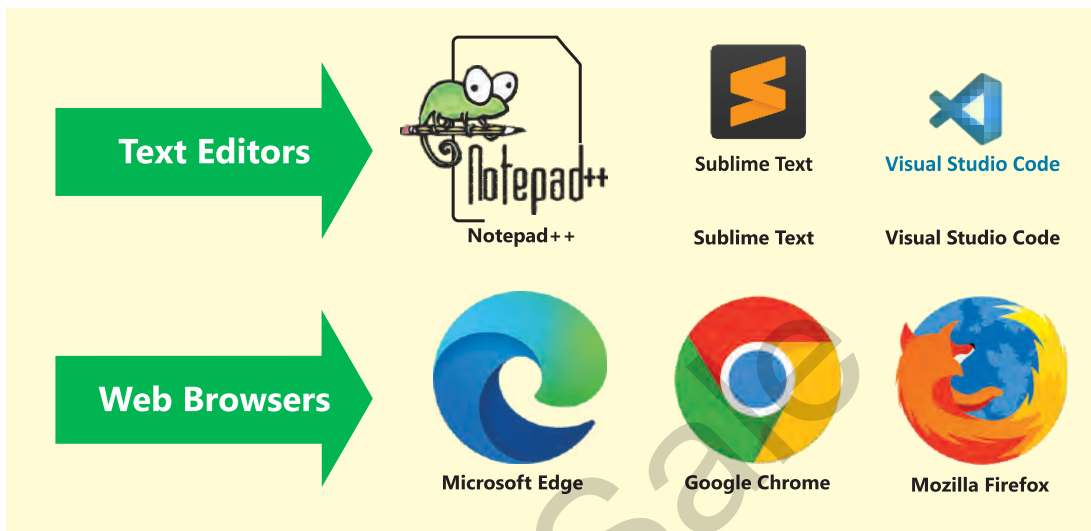 Text Editors
Notepad++
Notepad++
Sublime Text
Visual Studio Code
Sublime Text
Visual Studio Code
Web Browsers
Microsoft Edge
Google Chrome
Mozilla Firefox
Sale